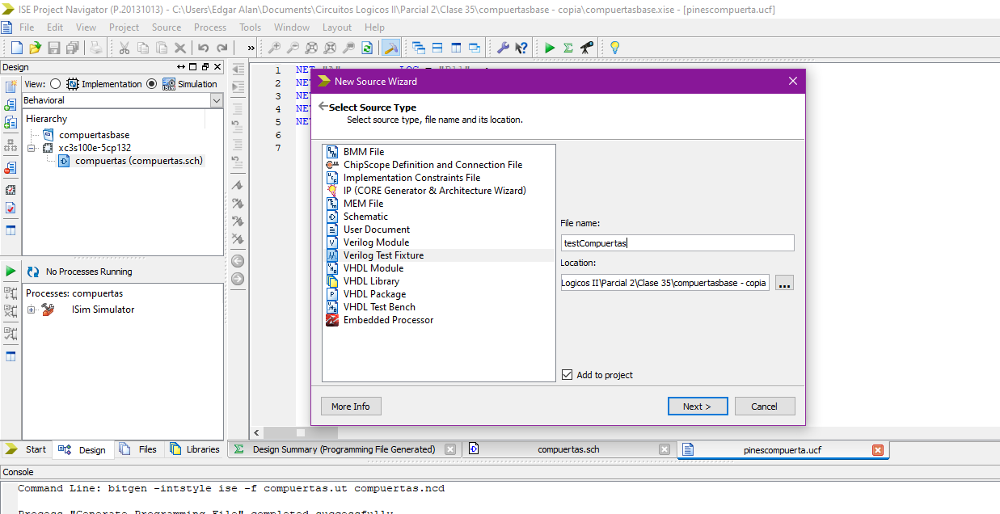 ISE Project Navigator (P.20131013) - C:\Users\Edgar Alan\Documents\Circuitos Logicos II\Parcial 2\Clase 35\compuertasbase - copia\compuertasbase.xise - [pinescompuerta.ucf]
File Edit View Project Source Process Tools Window Layout Help
»
Design
View: Implementation Simulation
Behavioral
Hierarchy
compuertasbase
xc3s100e-5cp132
compuertas (compuertas.sch)
No Processes Running
Processes: compuertas
ISim Simulator
Start Design Files Libraries
1 NET
2 NET
3 NET
4 NET
5 NET
6
7
New Source Wizard
Select Source Type
Select source type, file name and its location.
BMM File
ChipScope Definition and Connection File
Implementation Constraints File
IP (CORE Generator & Architecture Wizard)
MEM File
Schematic
User Document
Verilog Module
Verilog Test Fixture
VHDL Module
VHDL Library
VHDL Package
VHDL Test Bench
Embedded Processor
File name:
testCompuertas
Location:
Logicos II\Parcial 2\Clase 35\compuertasbase - copia
...
Add to project
More Info
Next >
Cancel
Design Summary (Programming File Generated)
compuertas.sch
pinescompuerta.ucf
Console
Command Line: bitgen -intstyle ise -f compuertas.ut compuertas.ncd
Process "Generate Programming File" completed successfully